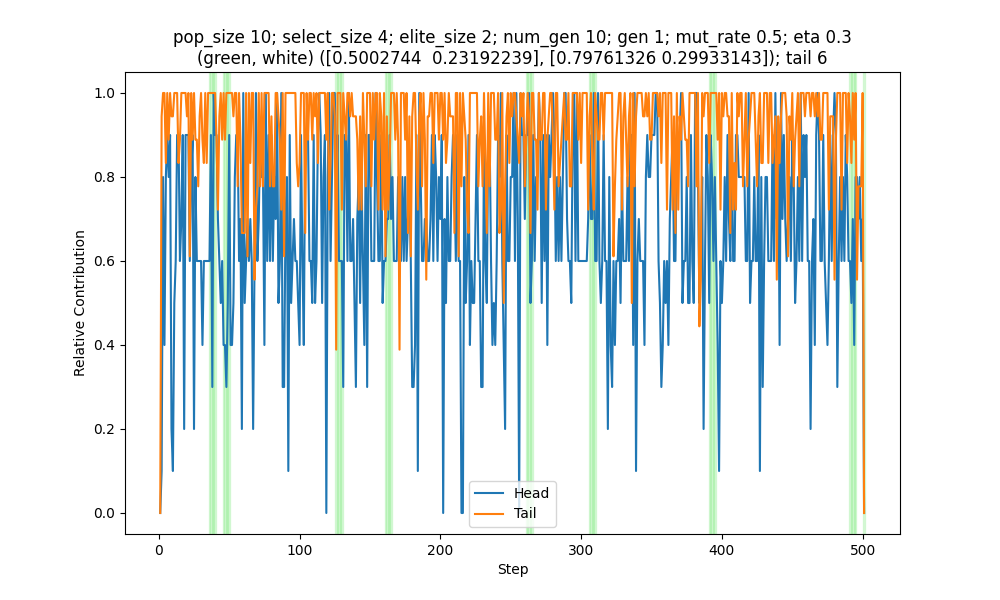 pop_size 10; select_size 4; elite_size 2; num_gen 10; gen 1; mut_rate 0.5; eta 0.3
(green, white) ([0.5002744  0.23192239], [0.79761326 0.29933143]); tail 6
1.0
0.8
0.6
0.4
0.2
0.0
Relative Contribution
Head
Tail
0
100
200
300
400
500
Step